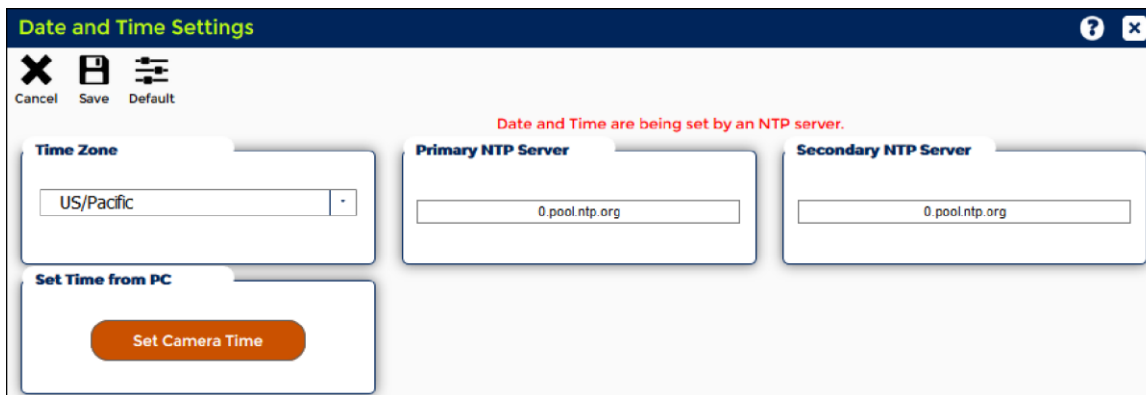 Date and Time Settings
Cancel Save Default
Date and Time are being set by an NTP server.
Time Zone
US/Pacific
Primary NTP Server
0.pool.ntp.org
Secondary NTP Server
0.pool.ntp.org
Set Time from PC
Set Camera Time